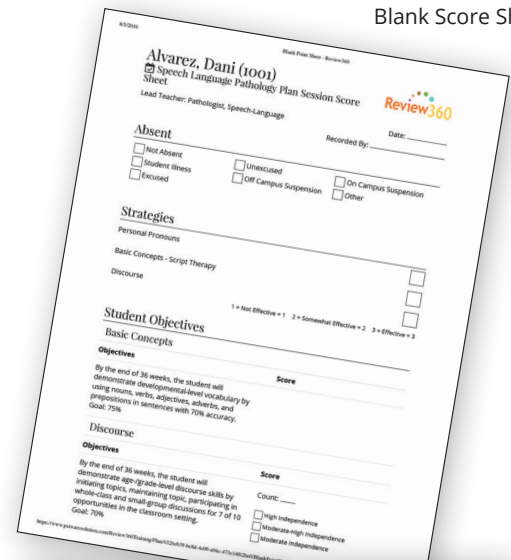 Blank Score Sh
8/5/2016
Blank Point Sheet - Review360
Alvarez, Dani (1001)
Speech Language Pathology Plan Session Score
Sheet
Lead Teacher: Pathologist, Speech-Language
Review360
Date:
Recorded By:
Absent
Not Absent
Student Illness
Excused
Unexcused
Off Campus Suspension
On Campus Suspension
Other
Strategies
Personal Pronouns
Basic Concepts - Script Therapy
Discourse
1 = Not Effective = 1 2 = Somewhat Effective = 2 3 = Effective = 3
Student Objectives
Basic Concepts
Objectives
Score
By the end of 36 weeks, the student will
demonstrate developmental-level vocabulary by
using nouns, verbs, adjectives, adverbs, and
prepositions in sentences with 70% accuracy.
Goal: 75%
Discourse
Objectives
Score
By the end of 36 weeks, the student will
demonstrate age-/grade-level discourse skills by
initiating topics, maintaining topic, participating in
whole-class and small-group discussions for 7 of 10
opportunities in the classroom setting.
Goal: 70%
Count:
High Independence
Moderate-High Independence
Moderate Independence